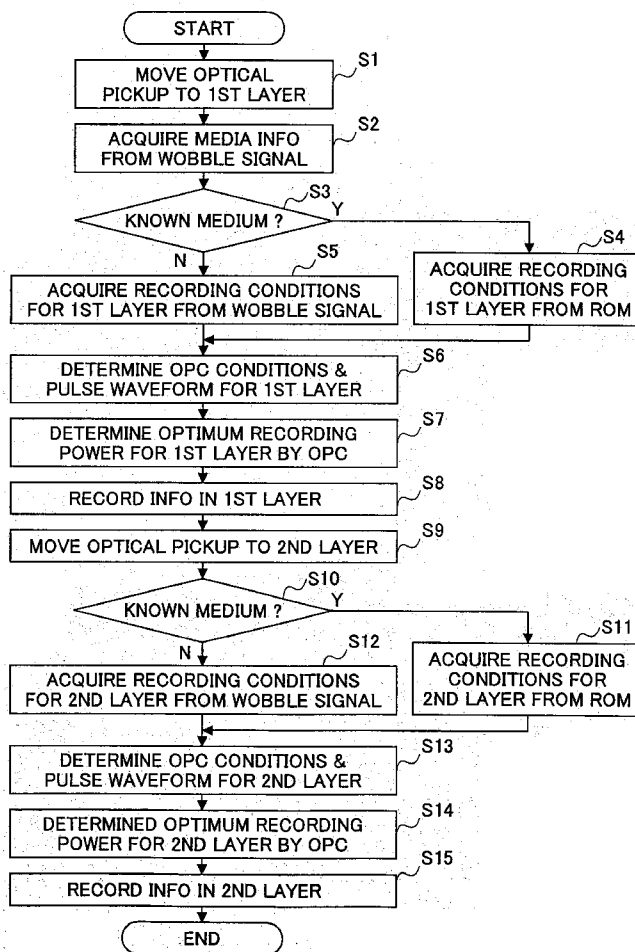 START
S1
MOVE OPTICAL
PICKUP TO 1ST LAYER
S2
ACQUIRE MEDIA INFO
FROM WOBBLE SIGNAL
S3
KNOWN MEDIUM ?
Y
N
S4
ACQUIRE RECORDING
CONDITIONS FOR
1ST LAYER FROM ROM
S5
ACQUIRE RECORDING CONDITIONS
FOR 1ST LAYER FROM WOBBLE SIGNAL
S6
DETERMINE OPC CONDITIONS &
PULSE WAVEFORM FOR 1ST LAYER
S7
DETERMINE OPTIMUM RECORDING
POWER FOR 1ST LAYER BY OPC
S8
RECORD INFO IN 1ST LAYER
S9
MOVE OPTICAL PICKUP TO 2ND LAYER
S10
KNOWN MEDIUM ?
Y
N
S11
ACQUIRE RECORDING
CONDITIONS FOR
2ND LAYER FROM ROM
S12
ACQUIRE RECORDING CONDITIONS
FOR 2ND LAYER FROM WOBBLE SIGNAL
S13
DETERMINE OPC CONDITIONS &
PULSE WAVEFORM FOR 2ND LAYER
S14
DETERMINED OPTIMUM RECORDING
POWER FOR 2ND LAYER BY OPC
S15
RECORD INFO IN 2ND LAYER
END